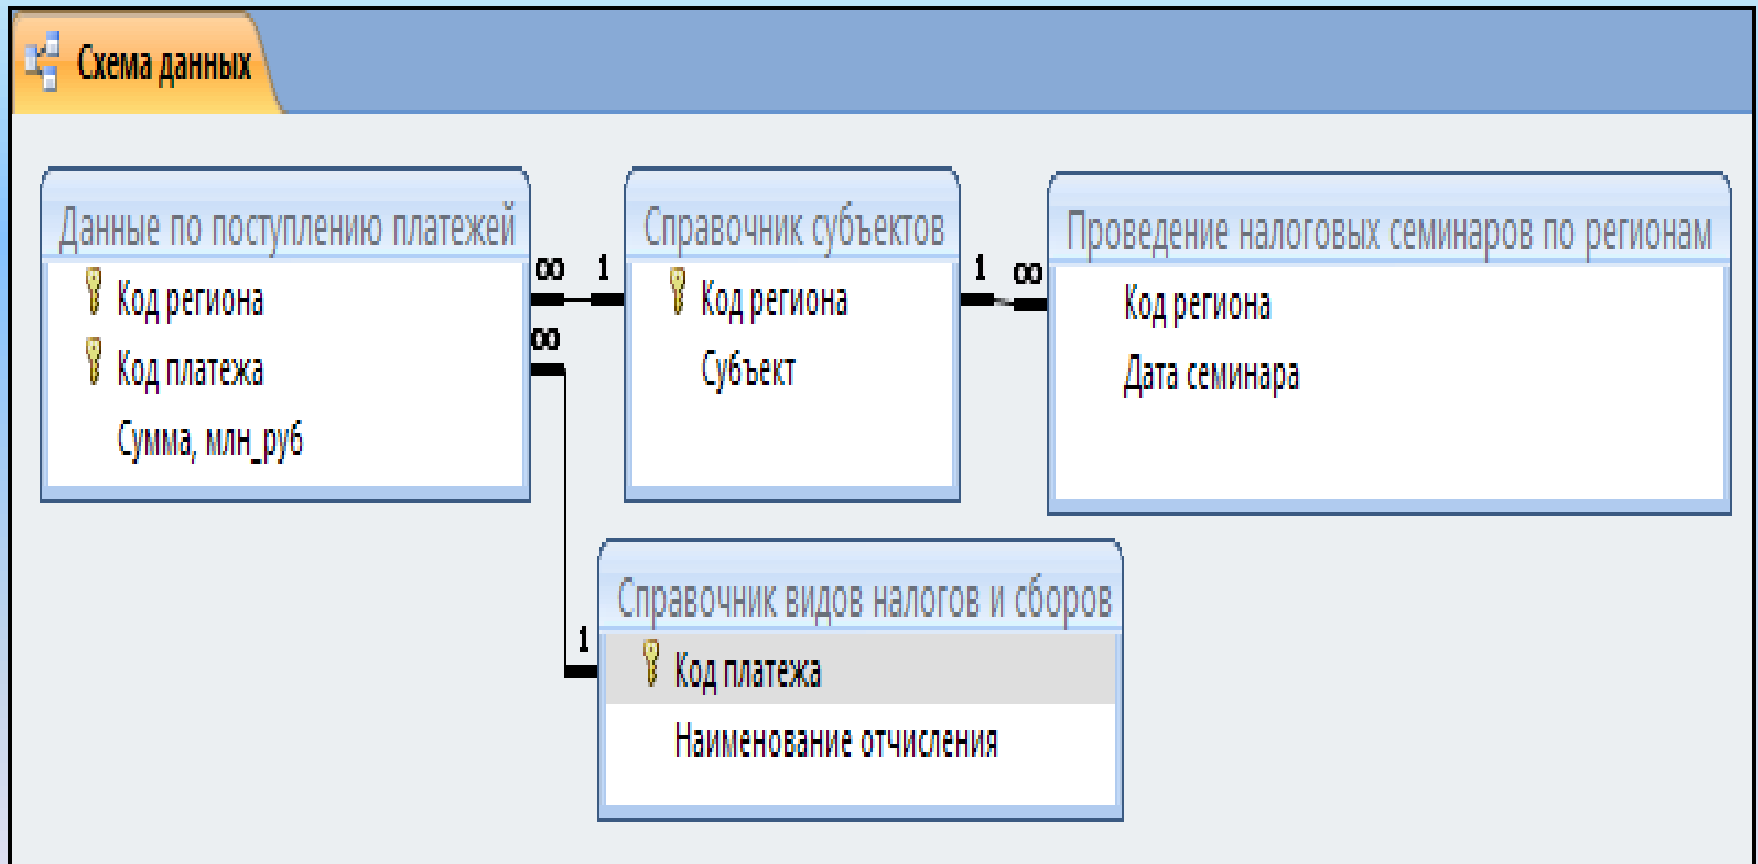 Схема данных
Данные по поступлению платежей
Код региона
Код платежа
Сумма, млн_руб
∞ 1
∞
Справочник субъектов
Код региона
Субъект
1 ∞
Проведение налоговых семинаров по регионам
Код региона
Дата семинара
1
Справочник видов налогов и сборов
Код платежа
Наименование отчисления